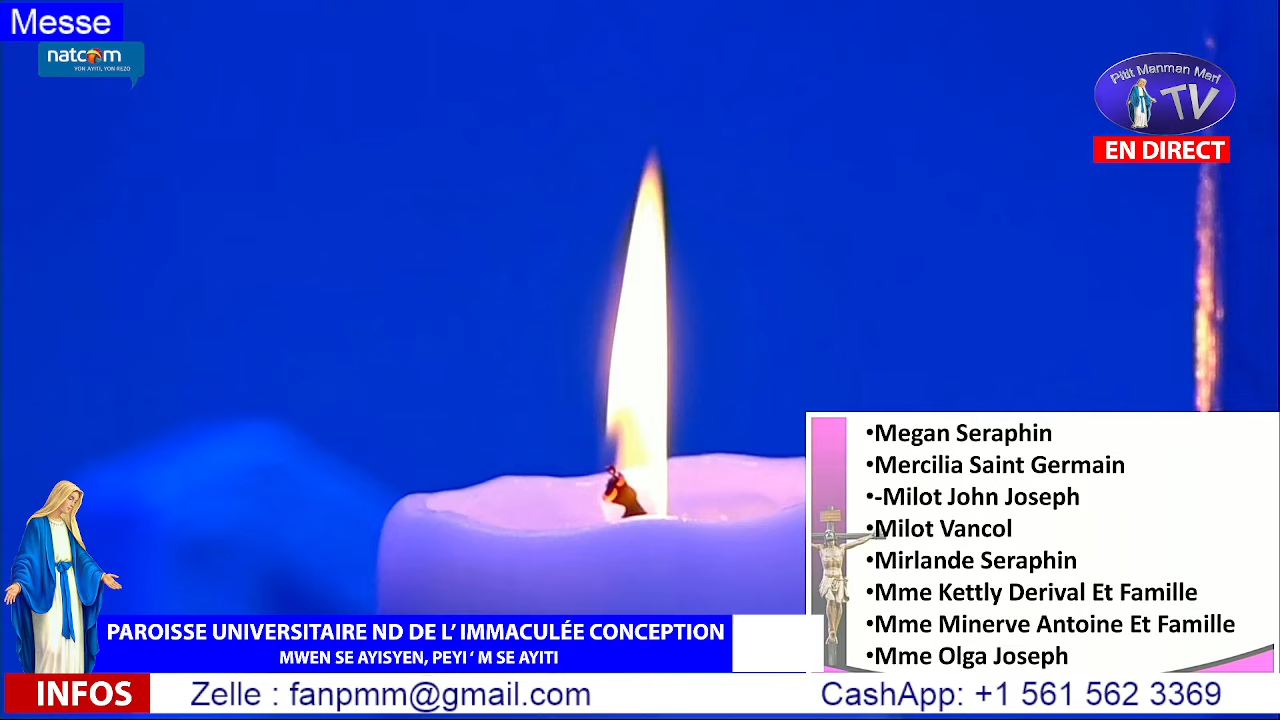 Messe
natcom
YON AYITI, YON REZO
Pitit Manman Mari
TV
EN DIRECT
•Megan Seraphin
•Mercilia Saint Germain
•-Milot John Joseph
•Milot Vancol
•Mirlande Seraphin
•Mme Kettly Derival Et Famille
•Mme Minerve Antoine Et Famille
•Mme Olga Joseph
PAROISSE UNIVERSITAIRE ND DE L’ IMMACULÉE CONCEPTION
MWEN SE AYISYEN, PEYI ‘ M SE AYITI
INFOS
Zelle : fanpmm@gmail.com
CashApp: +1 561 562 3369